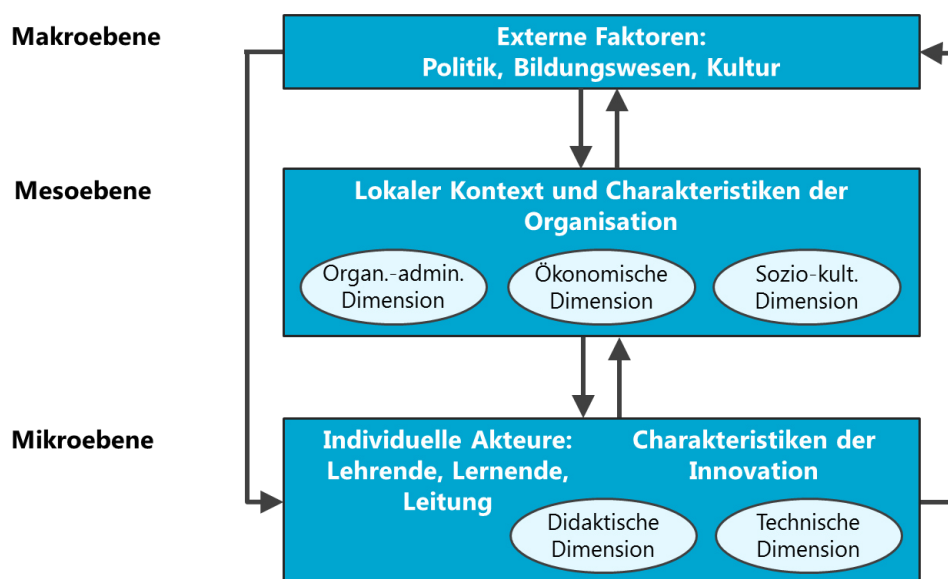 Makroebene
Externe Faktoren:
Politik, Bildungswesen, Kultur
Mesoebene
Lokaler Kontext und Charakteristiken der
Organisation
Organ.-admin.
Dimension
Ökonomische
Dimension
Sozio-kult.
Dimension
Mikroebene
Individuelle Akteure:
Lehrende, Lernende,
Leitung
Charakteristiken der
Innovation
Didaktische
Dimension
Technische
Dimension